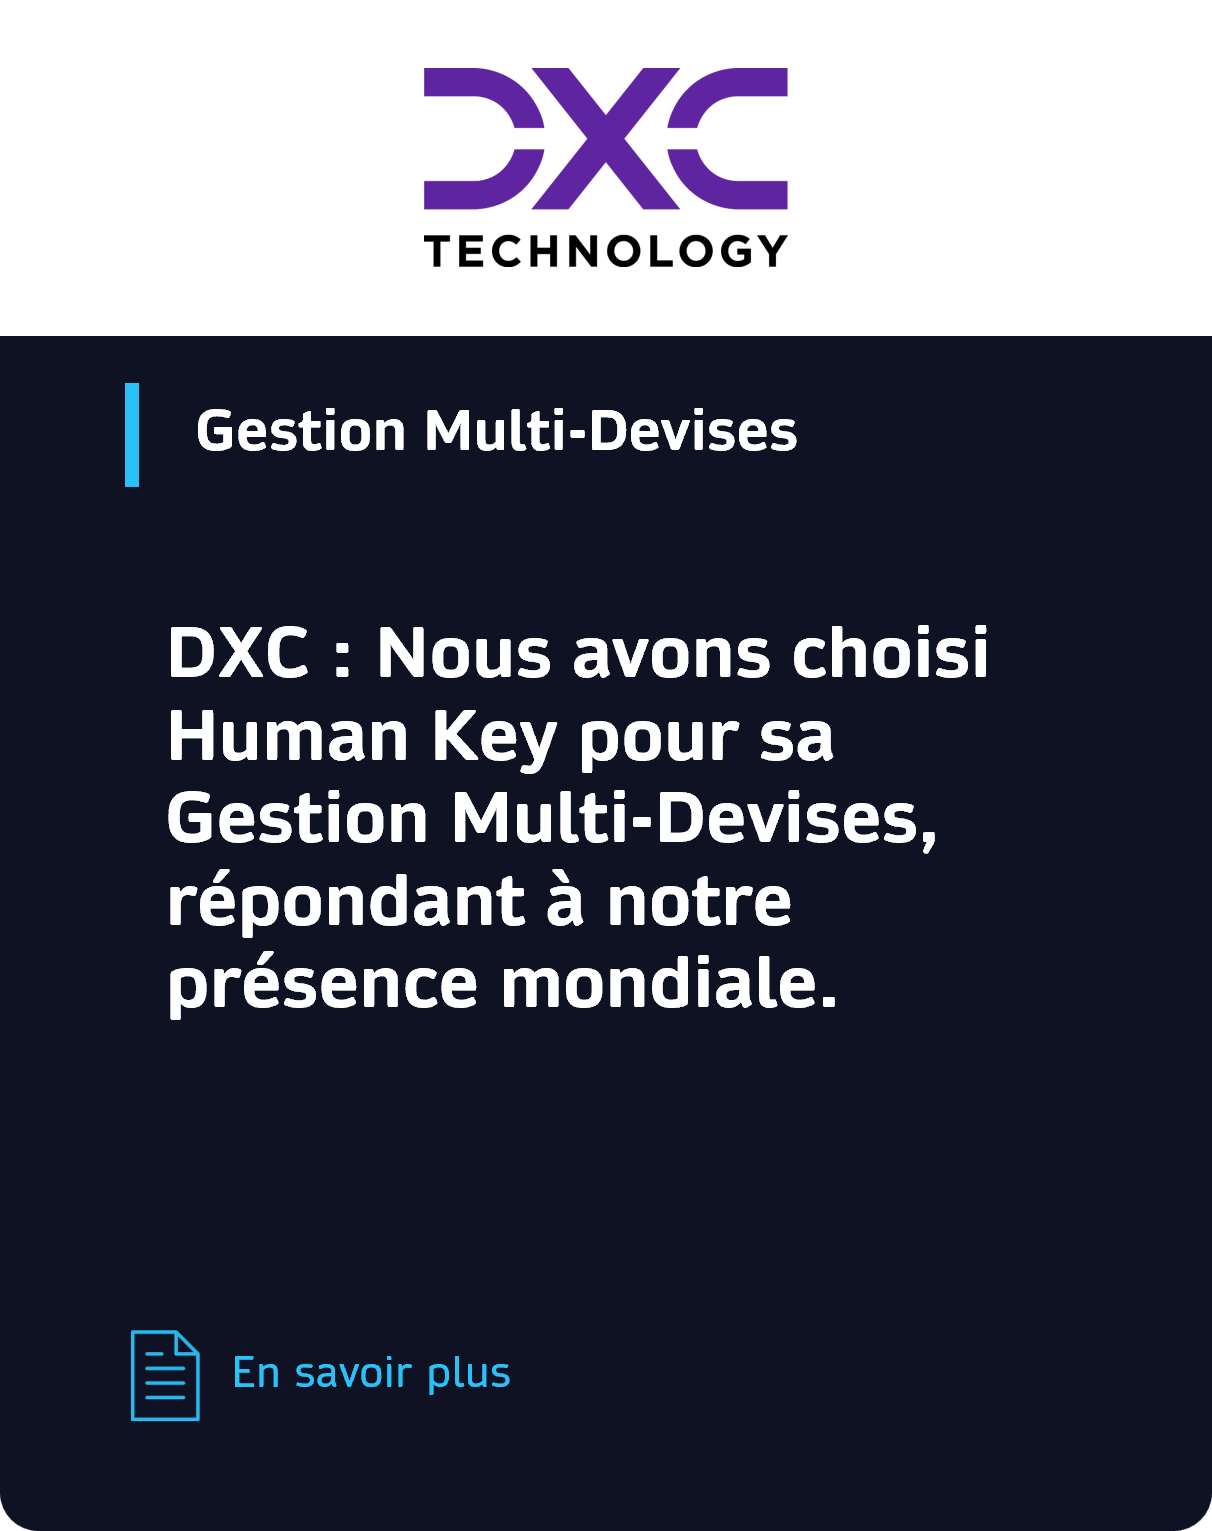 DXC
TECHNOLOGY
Gestion Multi-Devises
DXC : Nous avons choisi
Human Key pour sa
Gestion Multi-Devises,
répondant à notre
présence mondiale.
En savoir plus